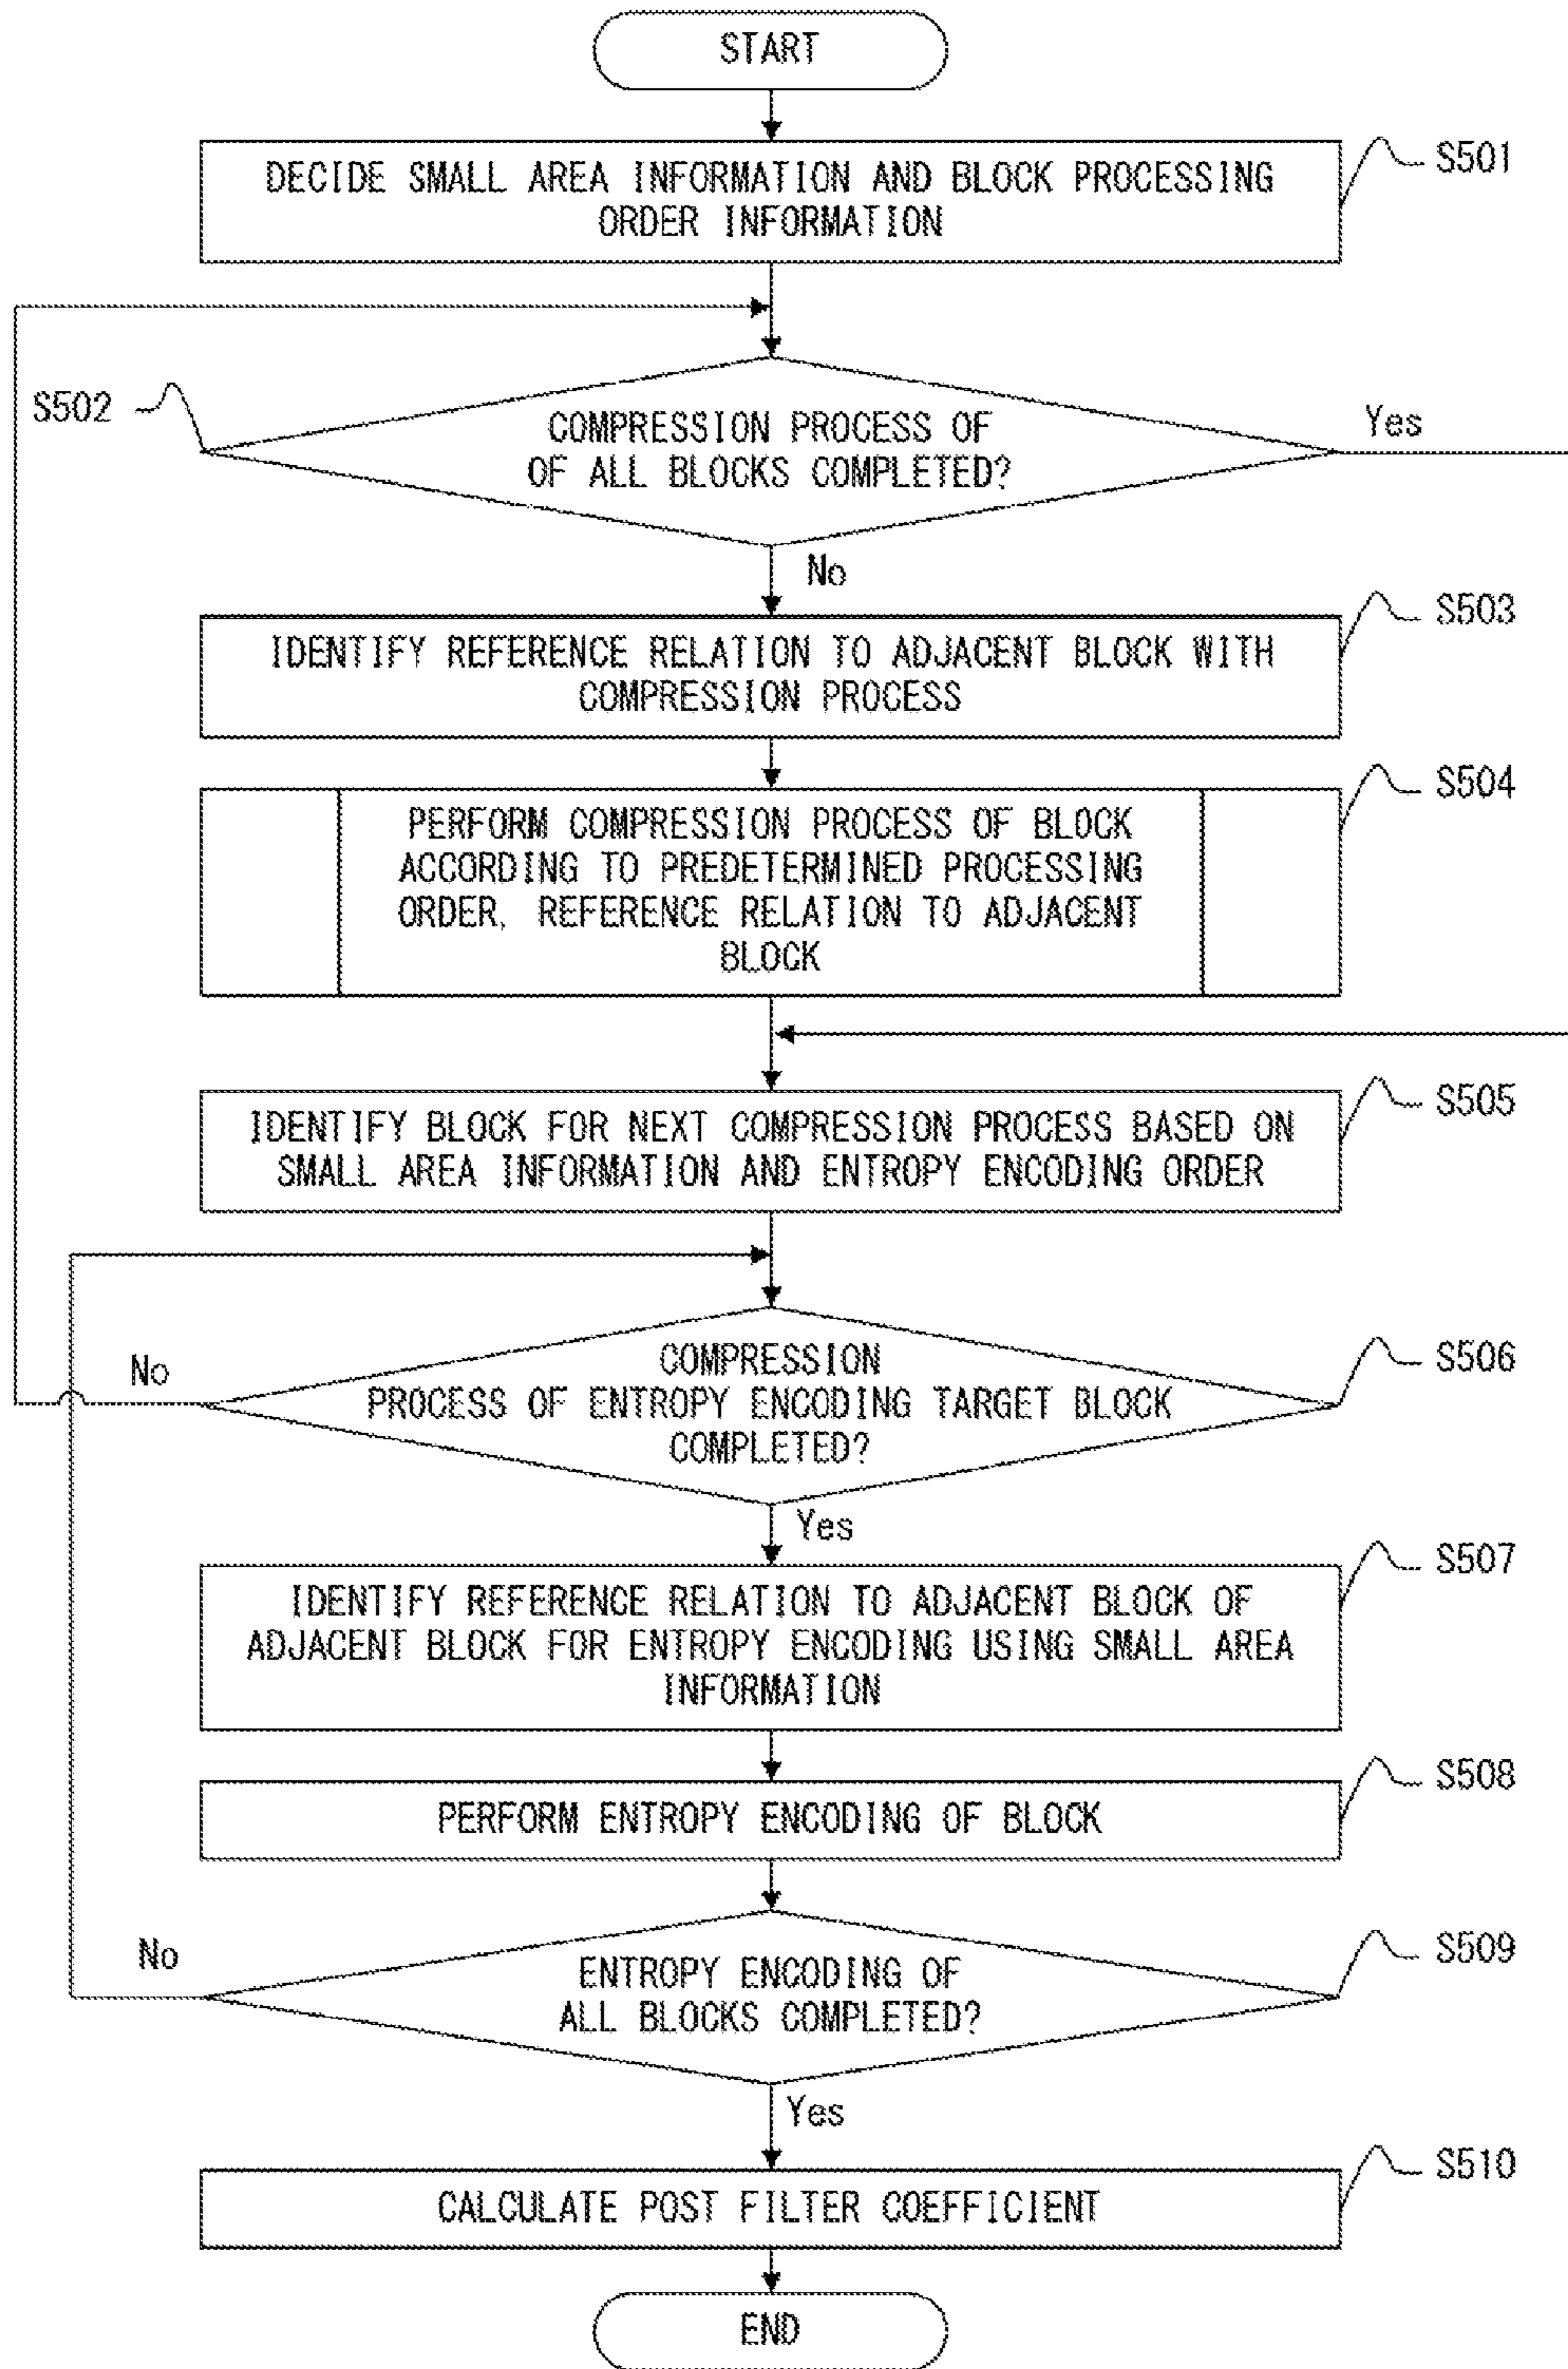 START
DECIDE SMALL AREA INFORMATION AND BLOCK PROCESSING
ORDER INFORMATION
S501
S502
COMPRESSION PROCESS OF
OF ALL BLOCKS COMPLETED?
Yes
No
IDENTIFY REFERENCE RELATION TO ADJACENT BLOCK WITH
COMPRESSION PROCESS
S503
PERFORM COMPRESSION PROCESS OF BLOCK
ACCORDING TO PREDETERMINED PROCESSING
ORDER, REFERENCE RELATION TO ADJACENT
BLOCK
S504
IDENTIFY BLOCK FOR NEXT COMPRESSION PROCESS BASED ON
SMALL AREA INFORMATION AND ENTROPY ENCODING ORDER
S505
COMPRESSION
PROCESS OF ENTROPY ENCODING TARGET BLOCK
COMPLETED?
S506
No
Yes
IDENTIFY REFERENCE RELATION TO ADJACENT BLOCK OF
ADJACENT BLOCK FOR ENTROPY ENCODING USING SMALL AREA
INFORMATION
S507
PERFORM ENTROPY ENCODING OF BLOCK
S508
ENTROPY ENCODING OF
ALL BLOCKS COMPLETED?
S509
No
Yes
CALCULATE POST FILTER COEFFICIENT
S510
END